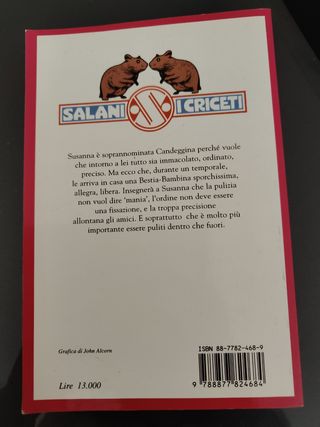 SALANI I CRICETI
Susanna è soprannominata Candeggina perché vuole
che intorno a lei tutto sia immacolato, ordinato,
preciso. Ma ecco che, durante un temporale,
le arriva in casa una Bestia-Bambina sporchissima,
allegra, libera. Insegnerà a Susanna che la pulizia
non vuol dire 'mania', l'ordine non deve essere
una fissazione, e la troppa precisione
allontana gli amici. E soprattutto che è molto più
importante essere puliti dentro che fuori.
Grafica di John Alcorn
ISBN 88-7782-468-9
9 788877 824684
Lire 13.000